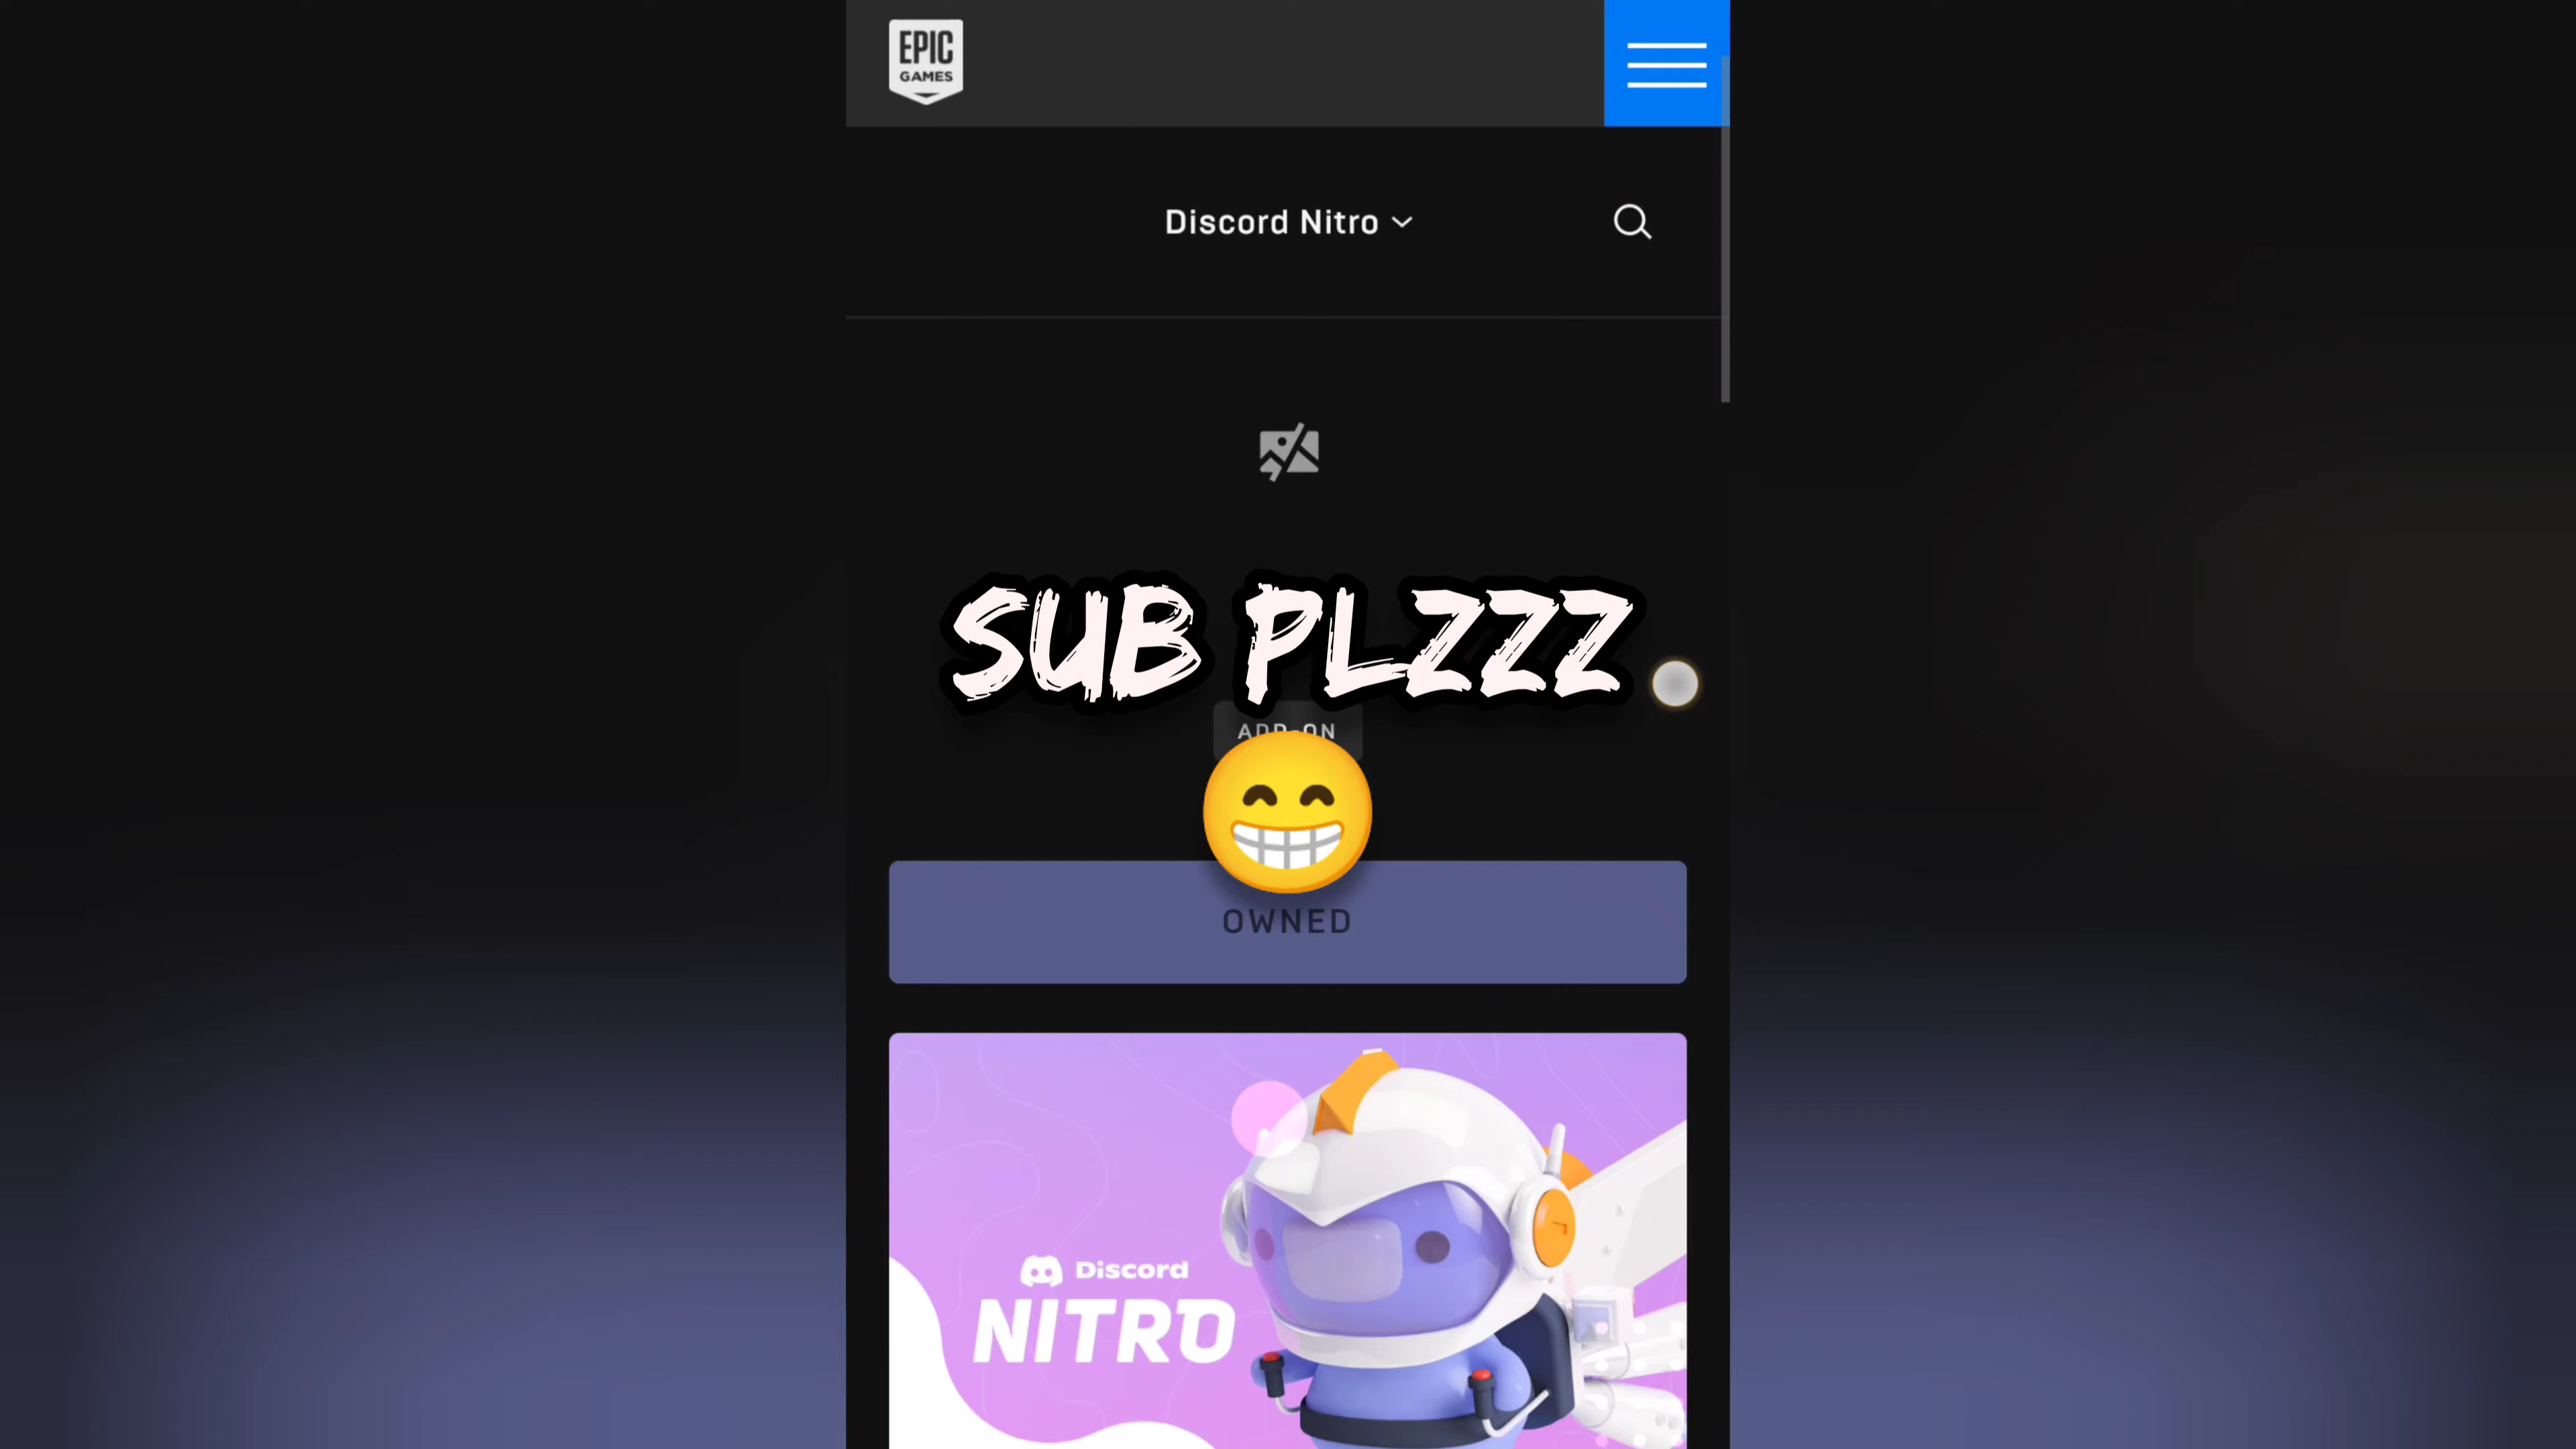 EPIC
GAMES
Discord Nitro
SUB PLZZZ
ADD-ON
OWNED
Discord
NITRO